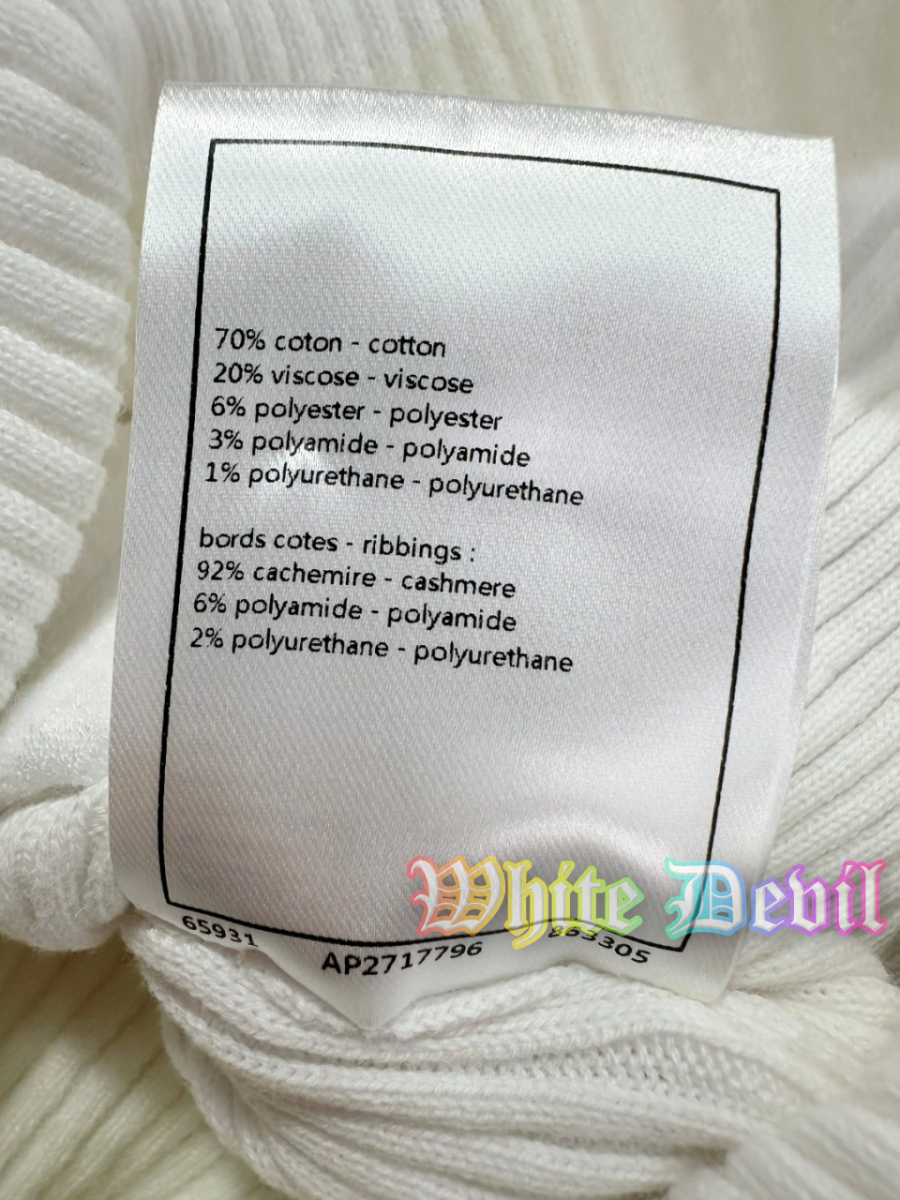 70% coton - cotton
20% viscose - viscose
6% polyester - polyester
3% polyamide - polyamide
1% polyurethane - polyurethane
bords cotes - ribbings :
92% cachemire - cashmere
6% polyamide - polyamide
2% polyurethane - polyurethane
White Devil
65931 AP2717796 863305